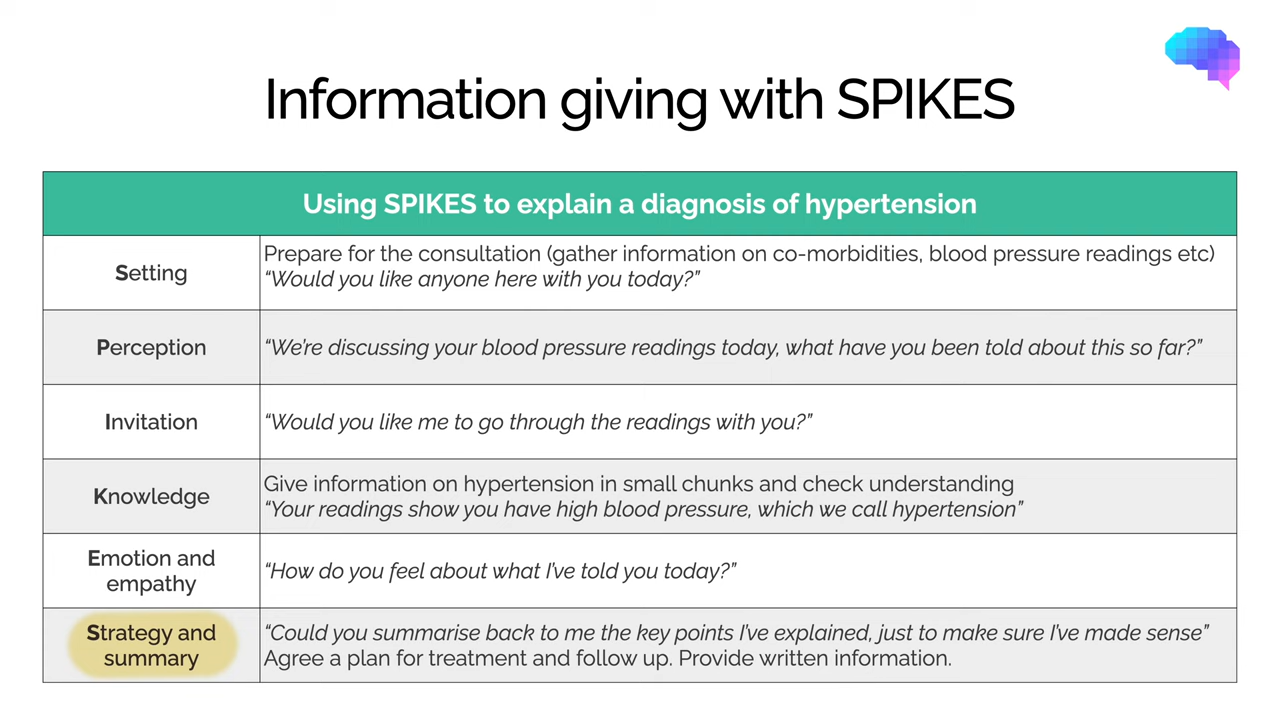 Information giving with SPIKES
Using SPIKES to explain a diagnosis of hypertension
Setting
Prepare for the consultation (gather information on co-morbidities, blood pressure readings etc)
“Would you like anyone here with you today?”
Perception
“We’re discussing your blood pressure readings today, what have you been told about this so far?”
Invitation
“Would you like me to go through the readings with you?”
Knowledge
Give information on hypertension in small chunks and check understanding
“Your readings show you have high blood pressure, which we call hypertension”
Emotion and
empathy
“How do you feel about what I’ve told you today?”
Strategy and
summary
“Could you summarise back to me the key points I’ve explained, just to make sure I’ve made sense”
Agree a plan for treatment and follow up. Provide written information.